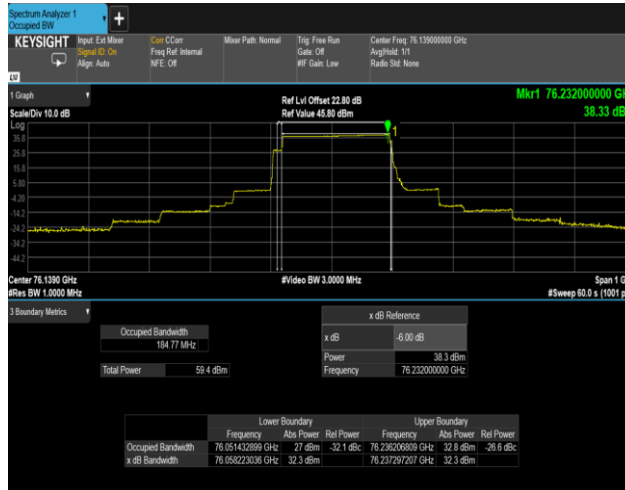 Spectrum Analyzer 1
Occupied BW
+
KEYSIGHT
Input: Ext Mixer
Signal ID: On
Align: Auto
Corr CCorr
Freq Ref: Internal
NFE: Off
Mixer Path: Normal
Trig: Free Run
Gate: Off
#IF Gain: Low
Center Freq: 76.139000000 GHz
Avg|Hold: 1/1
Radio Std: None
1 Graph
Scale/Div 10.0 dB
Ref Lvl Offset 22.80 dB
Ref Value 45.80 dBm
Mkr1 76.232000000 G
38.33 dB
Log
35.8
25.8
15.8
5.80
-4.20
-14.2
-24.2
-34.2
-44.2
1
Center 76.1390 GHz
#Res BW 1.0000 MHz
#Video BW 3.0000 MHz
Span 1 G
#Sweep 60.0 s (1001 p
3 Boundary Metrics
Occupied Bandwidth
184.77 MHz
Total Power 59.4 dBm
x dB Reference
x dB -6.00 dB
Power 38.3 dBm
Frequency 76.232000000 GHz
Lower Boundary Upper Boundary
Frequency Abs Power Rel Power Frequency Abs Power Rel Power
Occupied Bandwidth 76.051432899 GHz 27 dBm -32.1 dBc 76.236206809 GHz 32.8 dBm -26.6 dBc
x dB Bandwidth 76.058223036 GHz 32.3 dBm 76.237297207 GHz 32.3 dBm